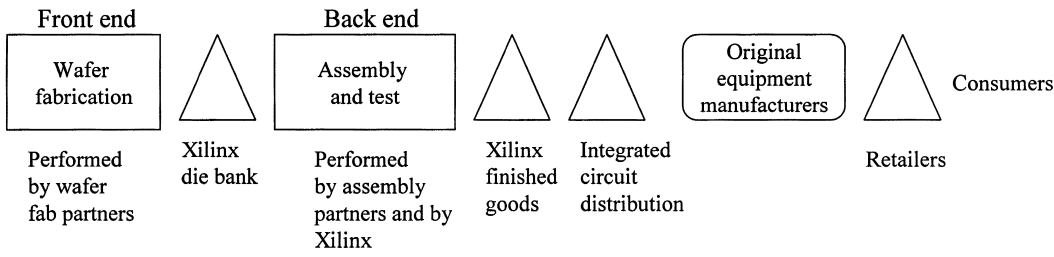 Front end
Back end
Wafer
fabrication
Assembly
and test
Original
equipment
manufacturers
Consumers
Performed
by wafer
fab partners
Xilinx
die bank
Performed
by assembly
partners and by
Xilinx
Xilinx
finished
goods
Integrated
circuit
distribution
Retailers